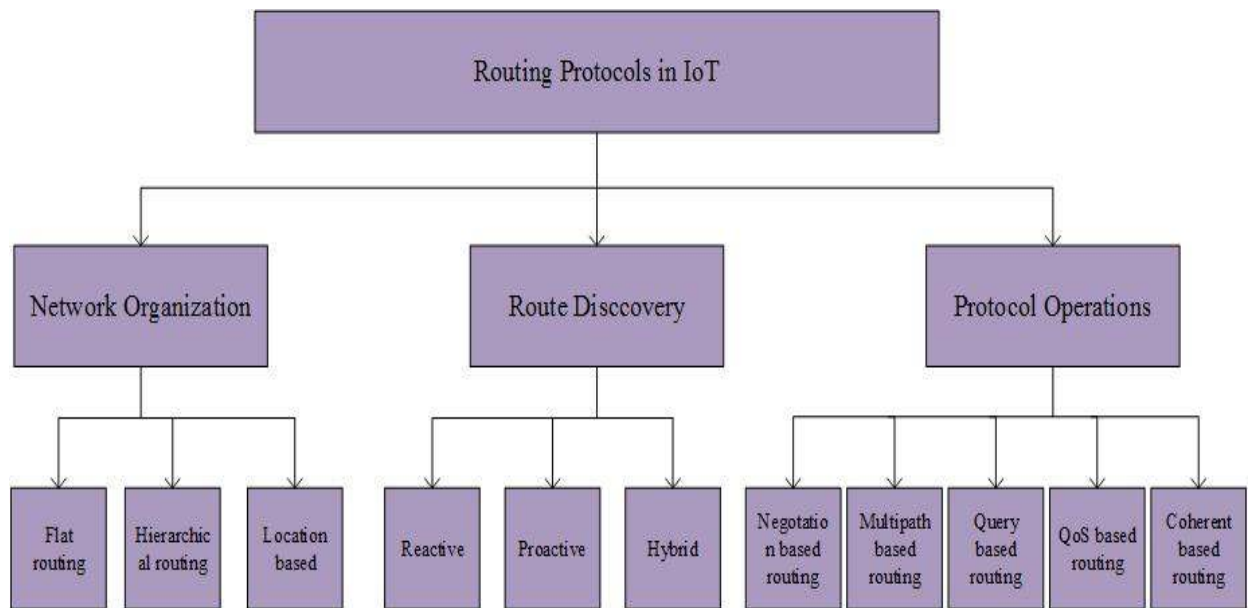 Routing Protocols in IoT
Network Organization
Route Disccovery
Protocol Operations
Flat
routing
Hierarchic
al routing
Location
based
Reactive
Proactive
Hybrid
Negotatio
n based
routing
Multipath
based
routing
Query
based
routing
QoS based
routing
Coherent
based
routing